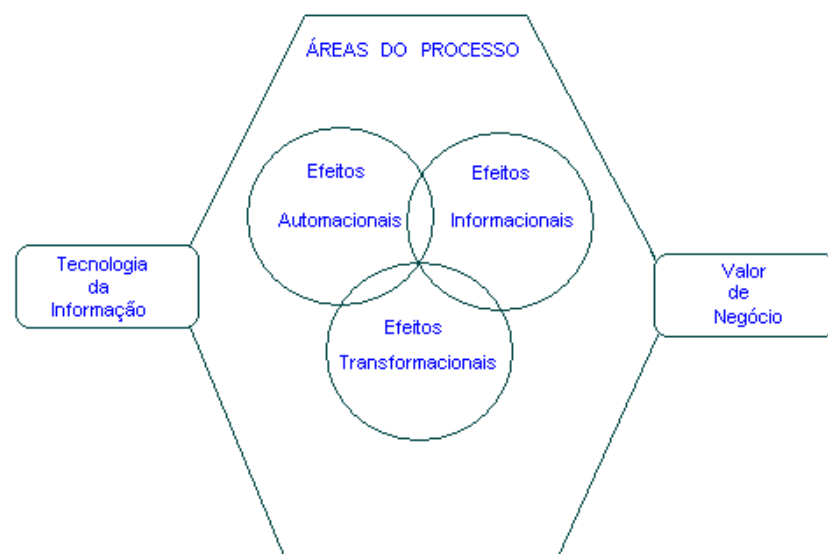 ÁREAS DO PROCESSO
Efeitos
Automacionais
Efeitos
Informacionais
Tecnologia
da
Informação
Valor
de
Negócio
Efeitos
Transformacionais